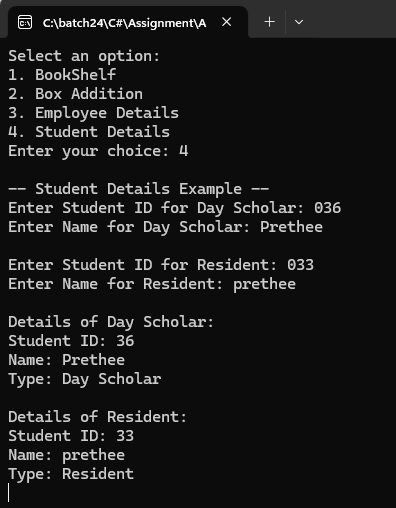 C:\batch24\C#\Assignment\A
Select an option:
1. BookShelf
2. Box Addition
3. Employee Details
4. Student Details
Enter your choice: 4
-- Student Details Example --
Enter Student ID for Day Scholar: 036
Enter Name for Day Scholar: Prethee
Enter Student ID for Resident: 033
Enter Name for Resident: prethee
Details of Day Scholar:
Student ID: 36
Name: Prethee
Type: Day Scholar
Details of Resident:
Student ID: 33
Name: prethee
Type: Resident